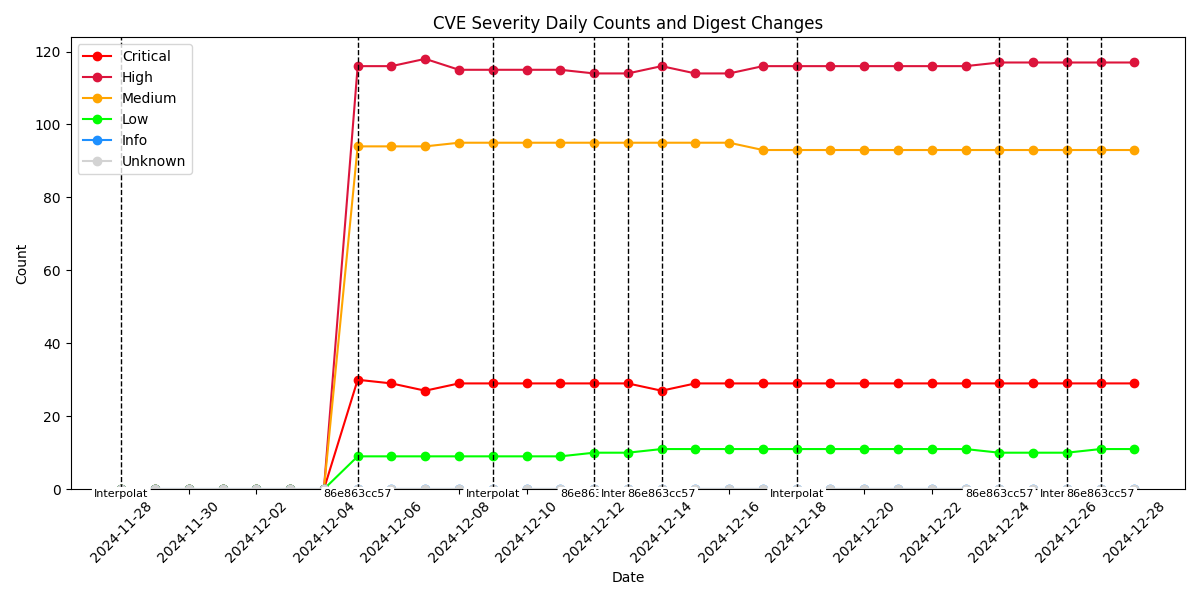 CVE Severity Daily Counts and Digest Changes
Critical
High
Medium
Low
Info
Unknown
120
100
80
60
40
20
0
Count
Interpolat
86e863cc57
Interpolat
86e863
Inter
86e863cc57
Interpolat
86e863cc57
Inter
86e863cc57
2024-11-28
2024-11-30
2024-12-02
2024-12-04
2024-12-06
2024-12-08
2024-12-10
2024-12-12
2024-12-14
2024-12-16
2024-12-18
2024-12-20
2024-12-22
2024-12-24
2024-12-26
2024-12-28
Date